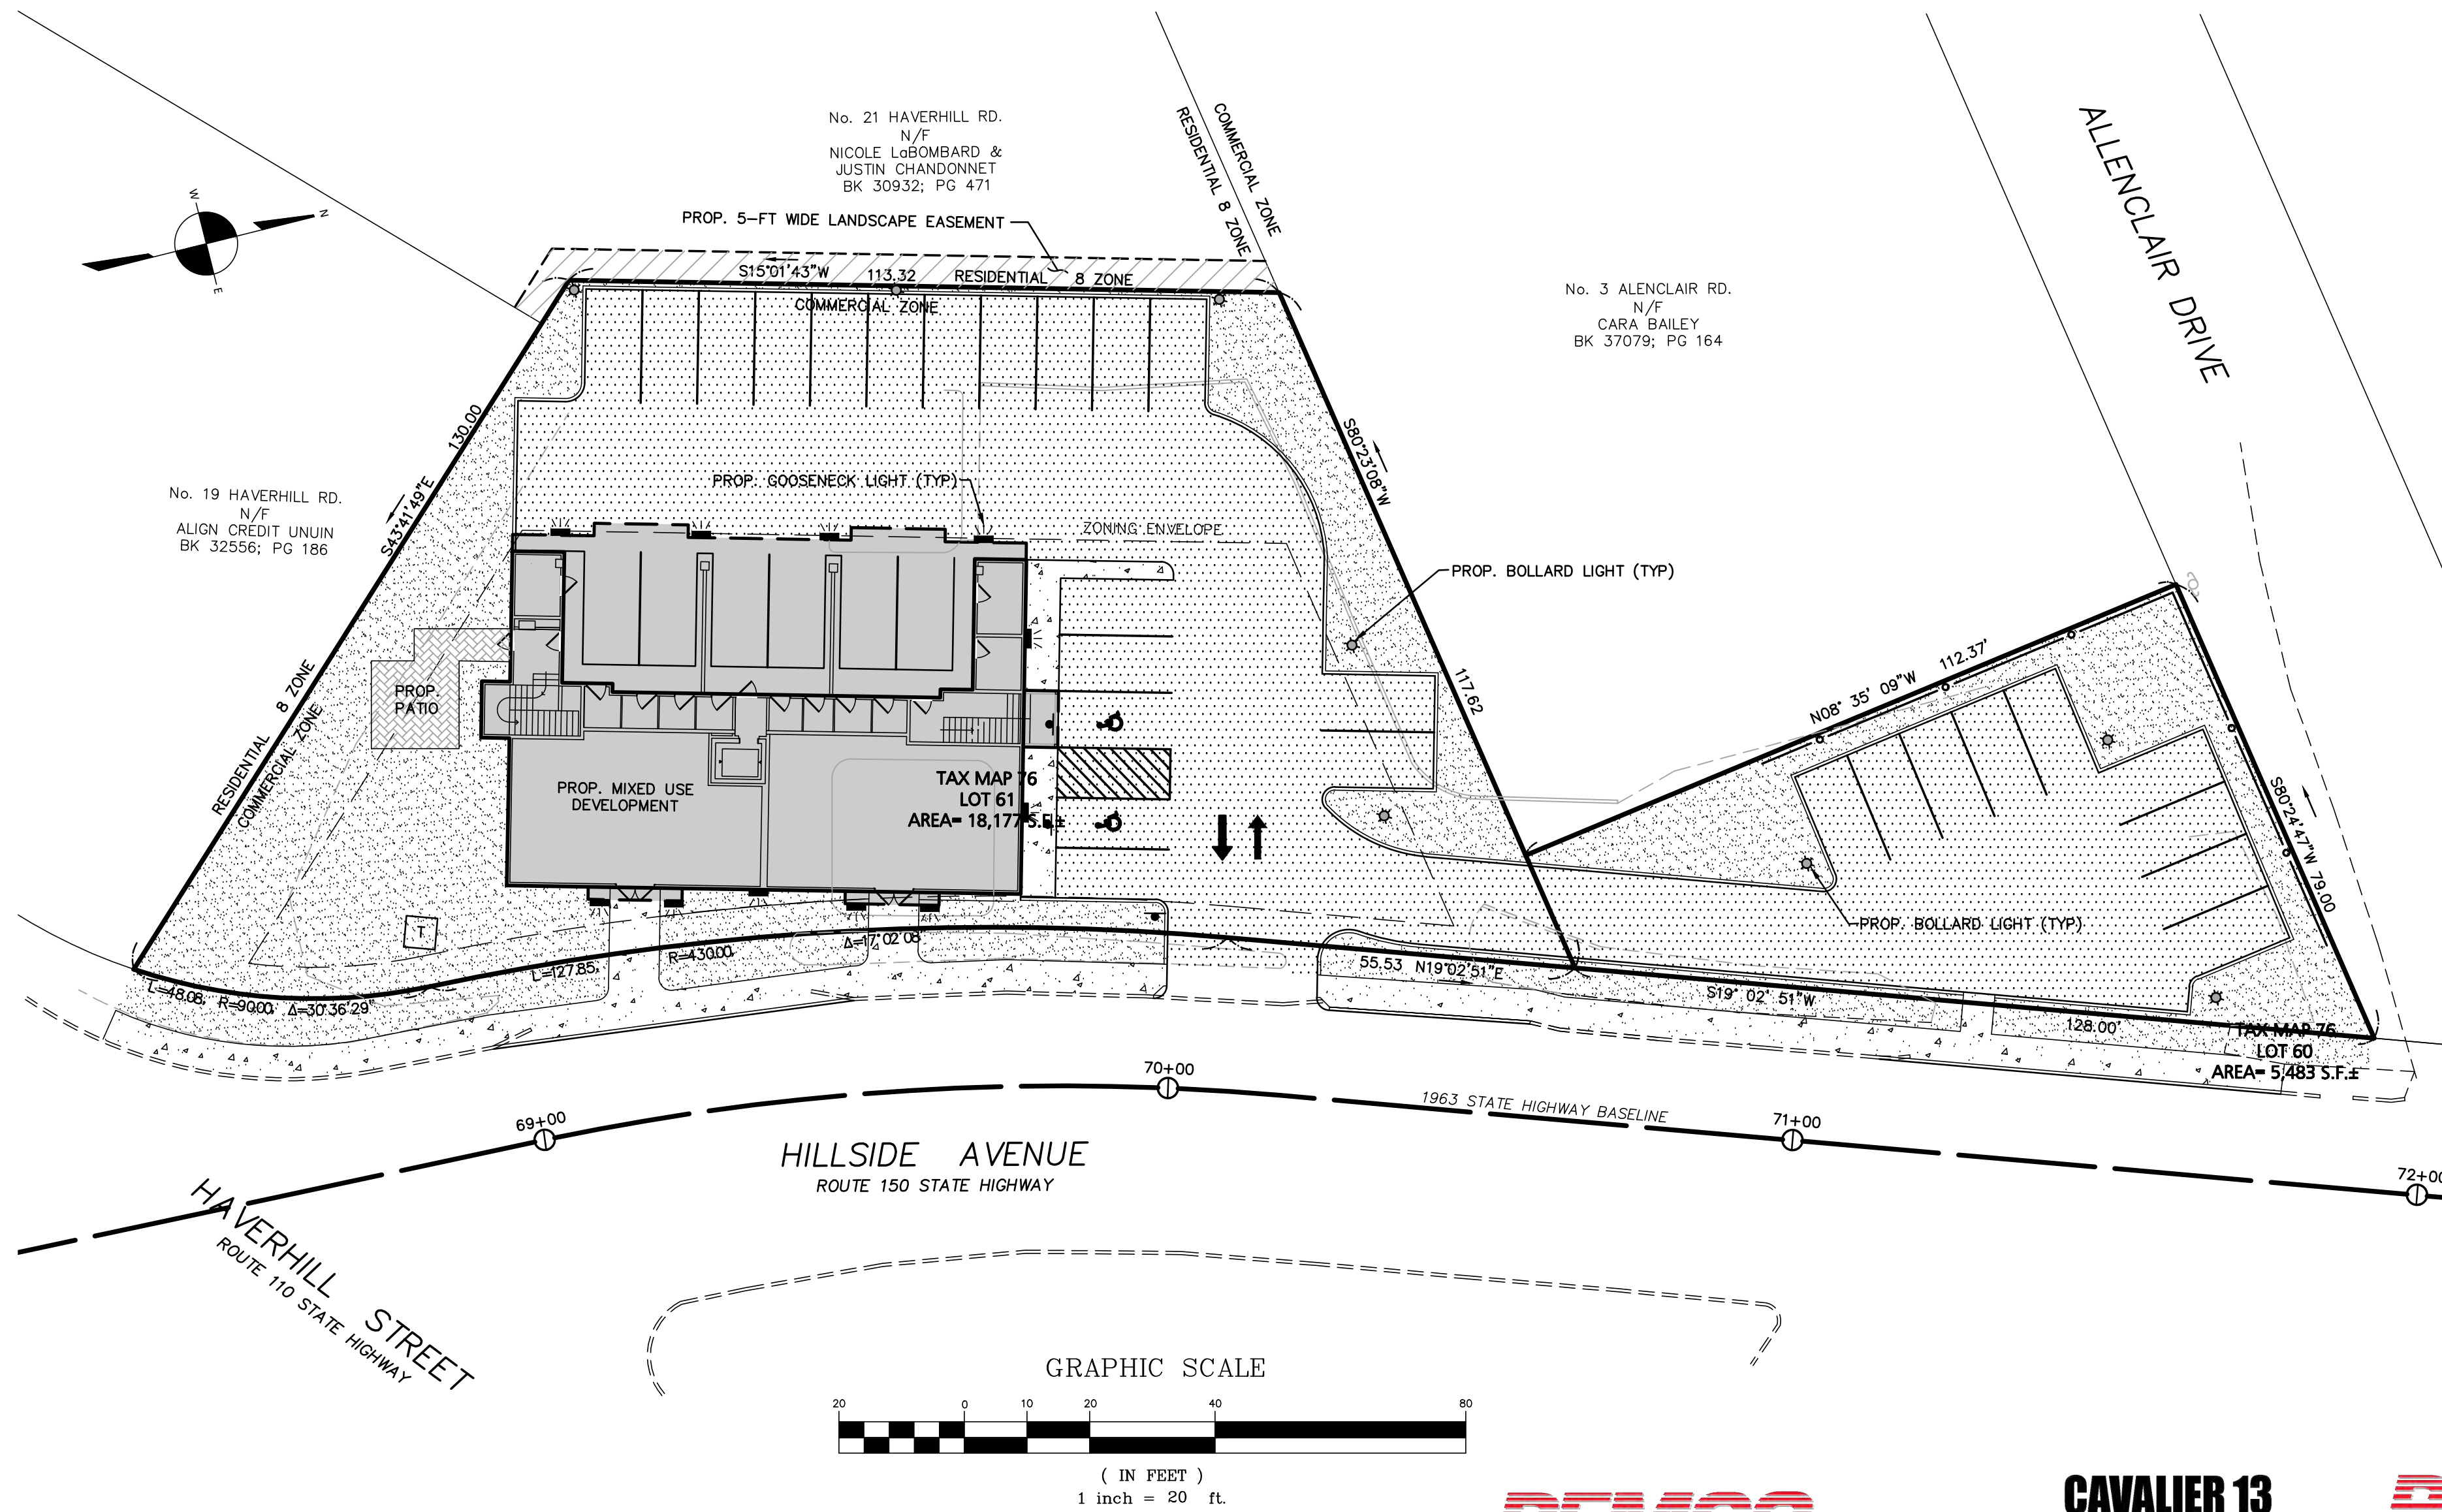 No. 21 HAVERHILL RD.
N/F
NICOLE LaBOMBARD &
JUSTIN CHANDONNET
BK 30932; PG 471
PROP. 5-FT WIDE LANDSCAPE EASEMENT
COMMERCIAL ZONE
RESIDENTIAL 8 ZONE
ALLENCLAIR DRIVE
W
N
E
S15°01'43"W 113.32 RESIDENTIAL 8 ZONE
COMMERCIAL ZONE
No. 3 ALENCLAIR RD.
N/F
CARA BAILEY
BK 37079; PG 164
130.00
S43°41'49"E
No. 19 HAVERHILL RD.
N/F
ALIGN CREDIT UNUIN
BK 32556; PG 186
PROP. GOOSENECK LIGHT (TYP)
ZONING ENVELOPE
S80°23'08"W
117.62
PROP. BOLLARD LIGHT (TYP)
N08° 35' 09"W 112.37'
RESIDENTIAL 8 ZONE
COMMERCIAL ZONE
PROP.
PATIO
PROP. MIXED USE
DEVELOPMENT
TAX MAP 76
LOT 61
AREA= 18,177 S.F.±
S80°24'47"W 79.00
PROP. BOLLARD LIGHT (TYP)
T
L=48.08, R=90.00, Δ=30°36'29"
L=127.85,
R=430.00,
Δ=17°02'08"
55.53 N19°02'51"E
S19° 02' 51"W
128.00'
TAX MAP 76
LOT 60
AREA= 5,483 S.F.±
69+00
70+00
1963 STATE HIGHWAY BASELINE
71+00
72+00
HILLSIDE AVENUE
ROUTE 150 STATE HIGHWAY
HAVERHILL STREET
ROUTE 110 STATE HIGHWAY
GRAPHIC SCALE
20 0 10 20 40 80
( IN FEET )
1 inch = 20 ft.
CAVALIER 13